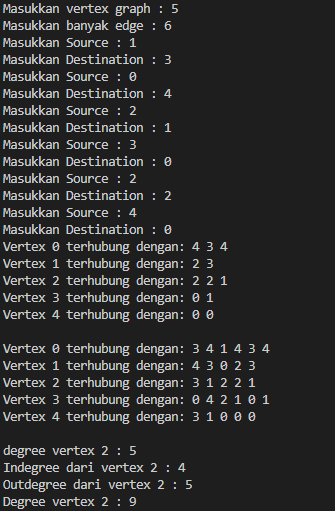 Masukkan vertex graph : 5
Masukkan banyak edge : 6
Masukkan Source : 1
Masukkan Destination : 3
Masukkan Source : 0
Masukkan Destination : 4
Masukkan Source : 2
Masukkan Destination : 1
Masukkan Source : 3
Masukkan Destination : 0
Masukkan Source : 2
Masukkan Destination : 2
Masukkan Source : 4
Masukkan Destination : 0
Vertex 0 terhubung dengan: 4 3 4
Vertex 1 terhubung dengan: 2 3
Vertex 2 terhubung dengan: 2 2 1
Vertex 3 terhubung dengan: 0 1
Vertex 4 terhubung dengan: 0 0

Vertex 0 terhubung dengan: 3 4 1 4 3 4
Vertex 1 terhubung dengan: 4 3 0 2 3
Vertex 2 terhubung dengan: 3 1 2 2 1
Vertex 3 terhubung dengan: 0 4 2 1 0 1
Vertex 4 terhubung dengan: 3 1 0 0 0

degree vertex 2 : 5
Indegree dari vertex 2 : 4
Outdegree dari vertex 2 : 5
Degree vertex 2 : 9